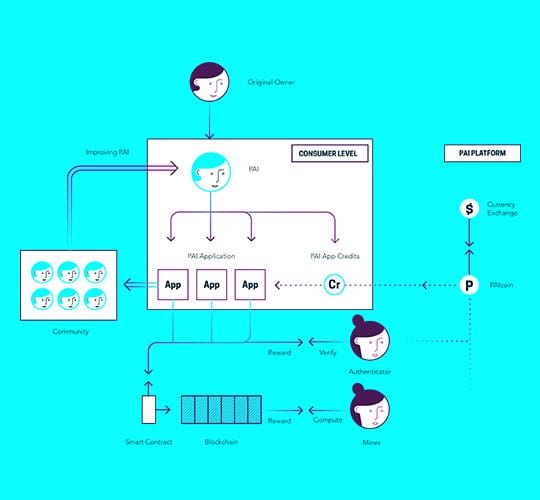 Original Owner
Improving PAI
CONSUMER LEVEL
PAI PLATFORM
PAI
$
Currency
Exchange
PAI Application
PAI App Credits
App
App
App
Cr
P
PAIcoin
Community
Reward
Verify
Authenticator
Smart Contract
Blockchain
Reward
Compute
Miner